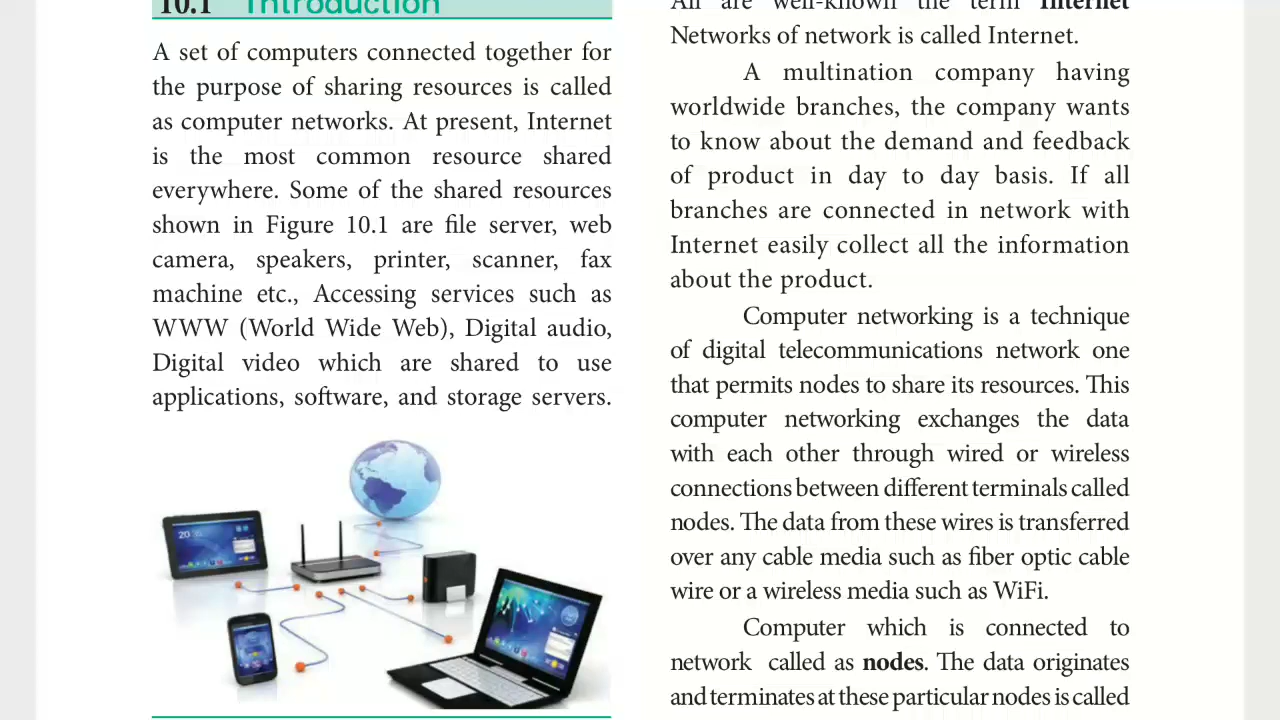 10.1 Introduction
A set of computers connected together for
the purpose of sharing resources is called
as computer networks. At present, Internet
is the most common resource shared
everywhere. Some of the shared resources
shown in Figure 10.1 are file server, web
camera, speakers, printer, scanner, fax
machine etc., Accessing services such as
WWW (World Wide Web), Digital audio,
Digital video which are shared to use
applications, software, and storage servers.
20
All are well-known the term Internet
Networks of network is called Internet.
A multination company having
worldwide branches, the company wants
to know about the demand and feedback
of product in day to day basis. If all
branches are connected in network with
Internet easily collect all the information
about the product.
Computer networking is a technique
of digital telecommunications network one
that permits nodes to share its resources. This
computer networking exchanges the data
with each other through wired or wireless
connections between different terminals called
nodes. The data from these wires is transferred
over any cable media such as fiber optic cable
wire or a wireless media such as WiFi.
Computer which is connected to
network called as nodes. The data originates
and terminates at these particular nodes is called